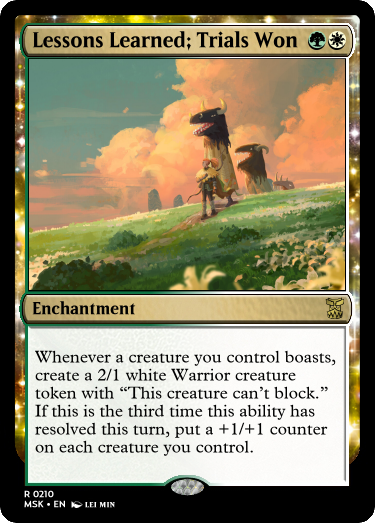 Lessons Learned; Trials Won
Enchantment
Whenever a creature you control boasts,
create a 2/1 white Warrior creature
token with “This creature can’t block.”
If this is the third time this ability has
resolved this turn, put a +1/+1 counter
on each creature you control.
R 0210
MSK • EN LEI MIN